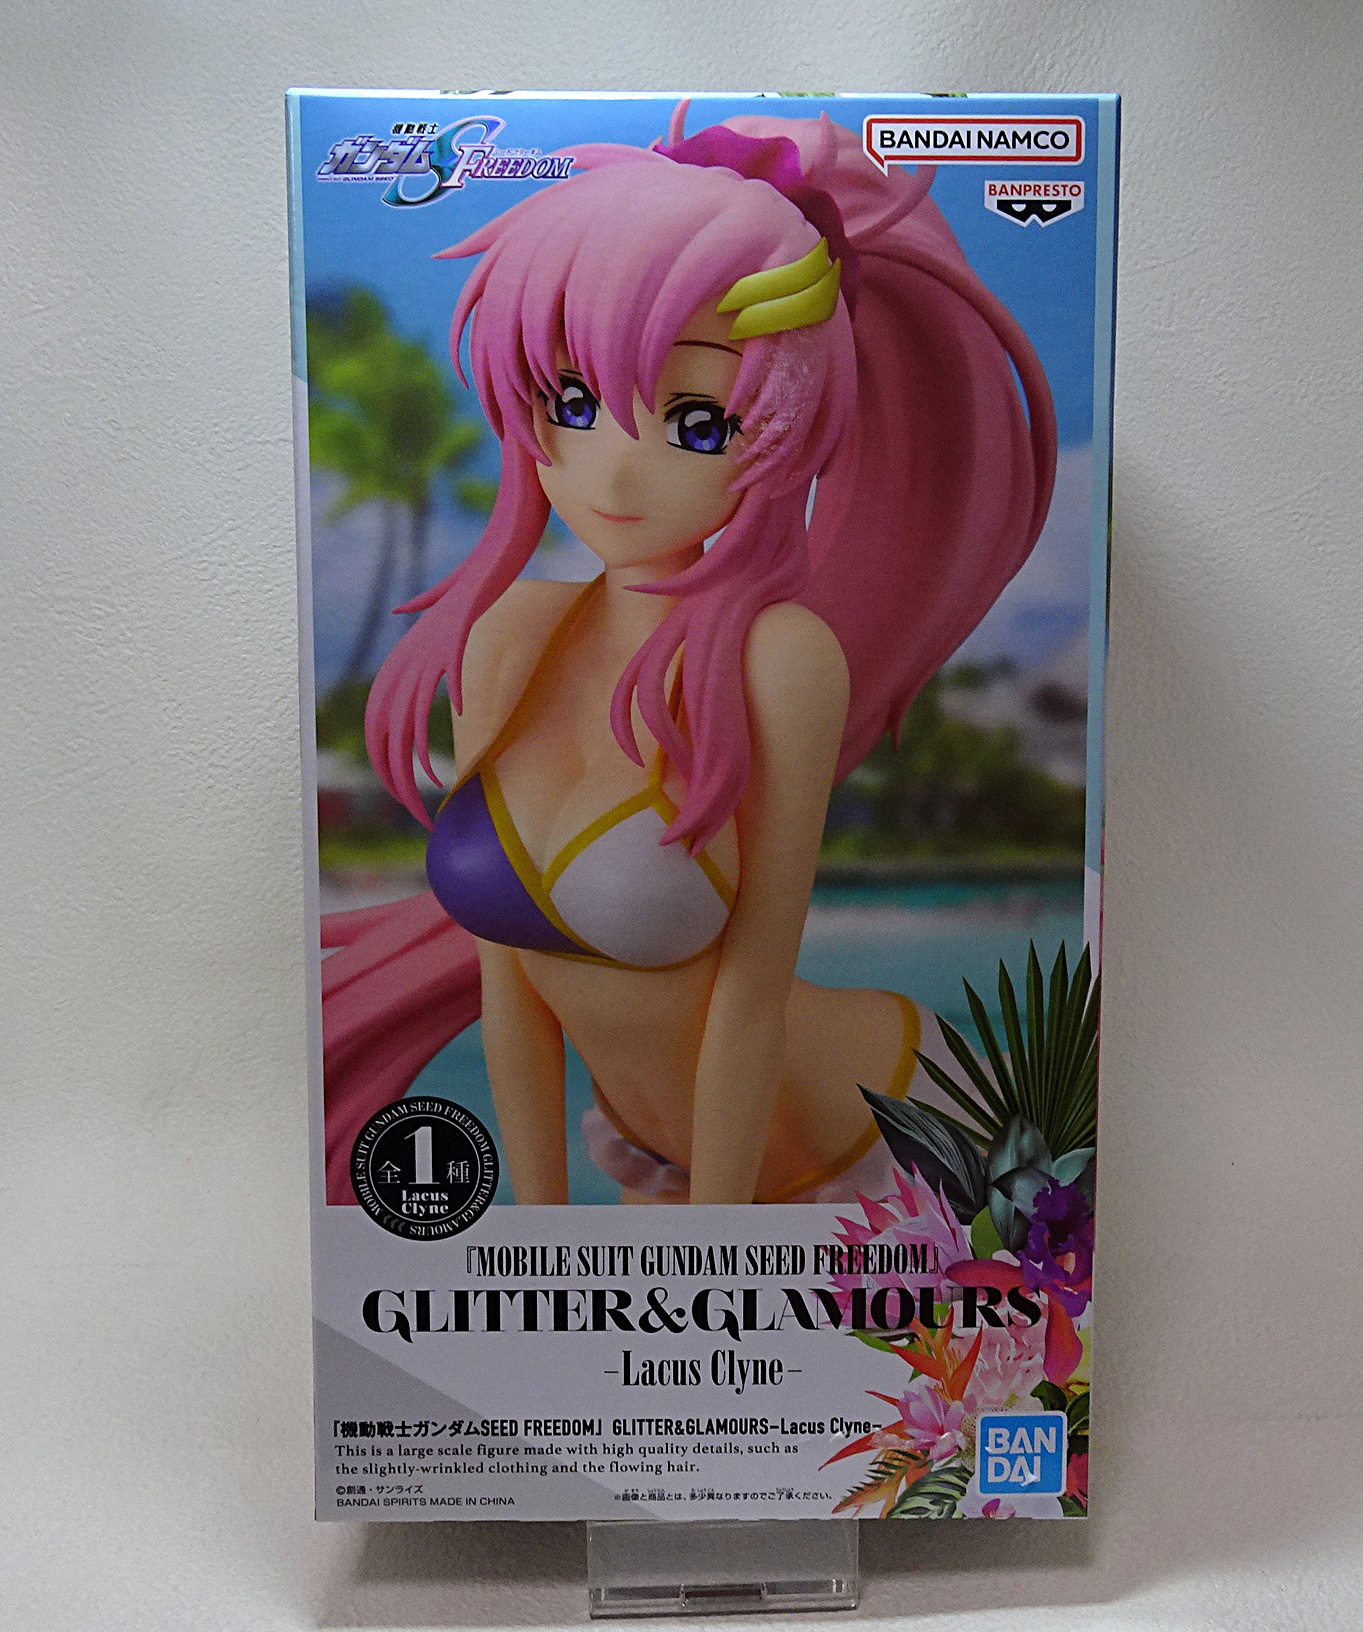 機動戦士
ガンダムSEED FREEDOM
BANDAI NAMCO
BANPRESTO
MOBILE SUIT GUNDAM SEED FREEDOM GLITTER&GLAMOURS
全1種
Lacus
Clyne
『MOBILE SUIT GUNDAM SEED FREEDOM』
GLITTER&GLAMOURS
-Lacus Clyne-
『機動戦士ガンダムSEED FREEDOM』 GLITTER&GLAMOURS-Lacus Clyne-
This is a large scale figure made with high quality details, such as
the slightly-wrinkled clothing and the flowing hair.
©創通・サンライズ
BANDAI SPIRITS MADE IN CHINA
※画像と商品とは、多少異なりますのでご了承ください。
BAN
DAI